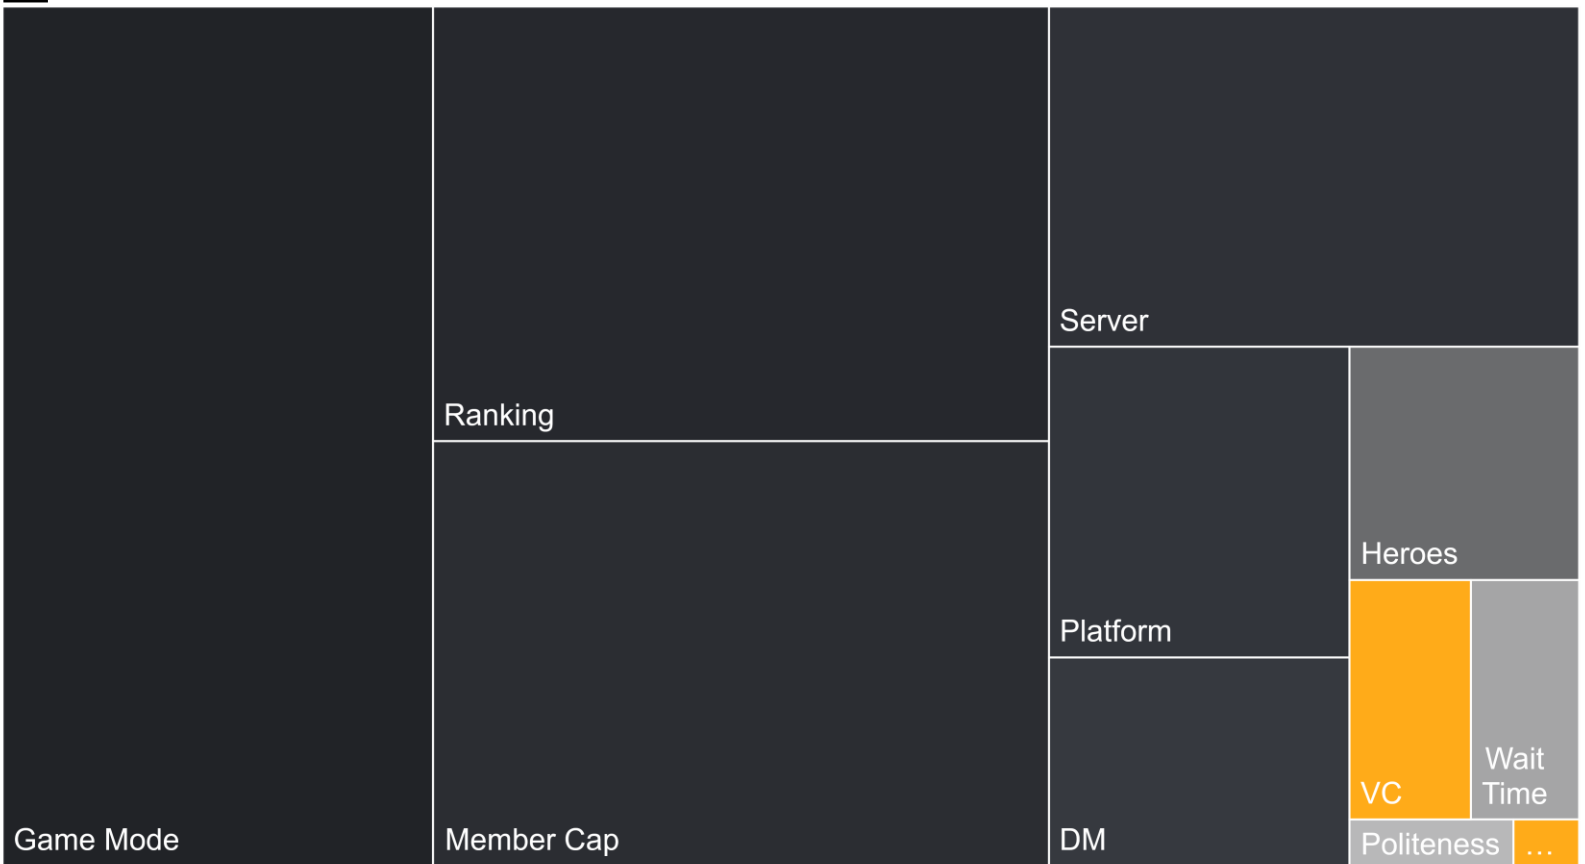 Game Mode
Ranking
Member Cap
Server
Platform
DM
Heroes
VC
Wait
Time
Politeness
…